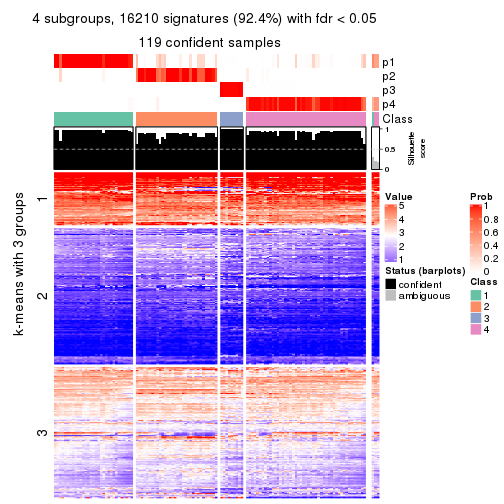 4 subgroups, 16210 signatures (92.4%) with fdr < 0.05
119 confident samples
p1
p2
p3
p4
Class
1
0.5
0
Silhouette
score
k-means with 3 groups
1
2
3
Value
5
4
3
2
1
Status (barplots)
confident
ambiguous
Prob
1
0.8
0.6
0.4
0.2
0
Class
1
2
3
4